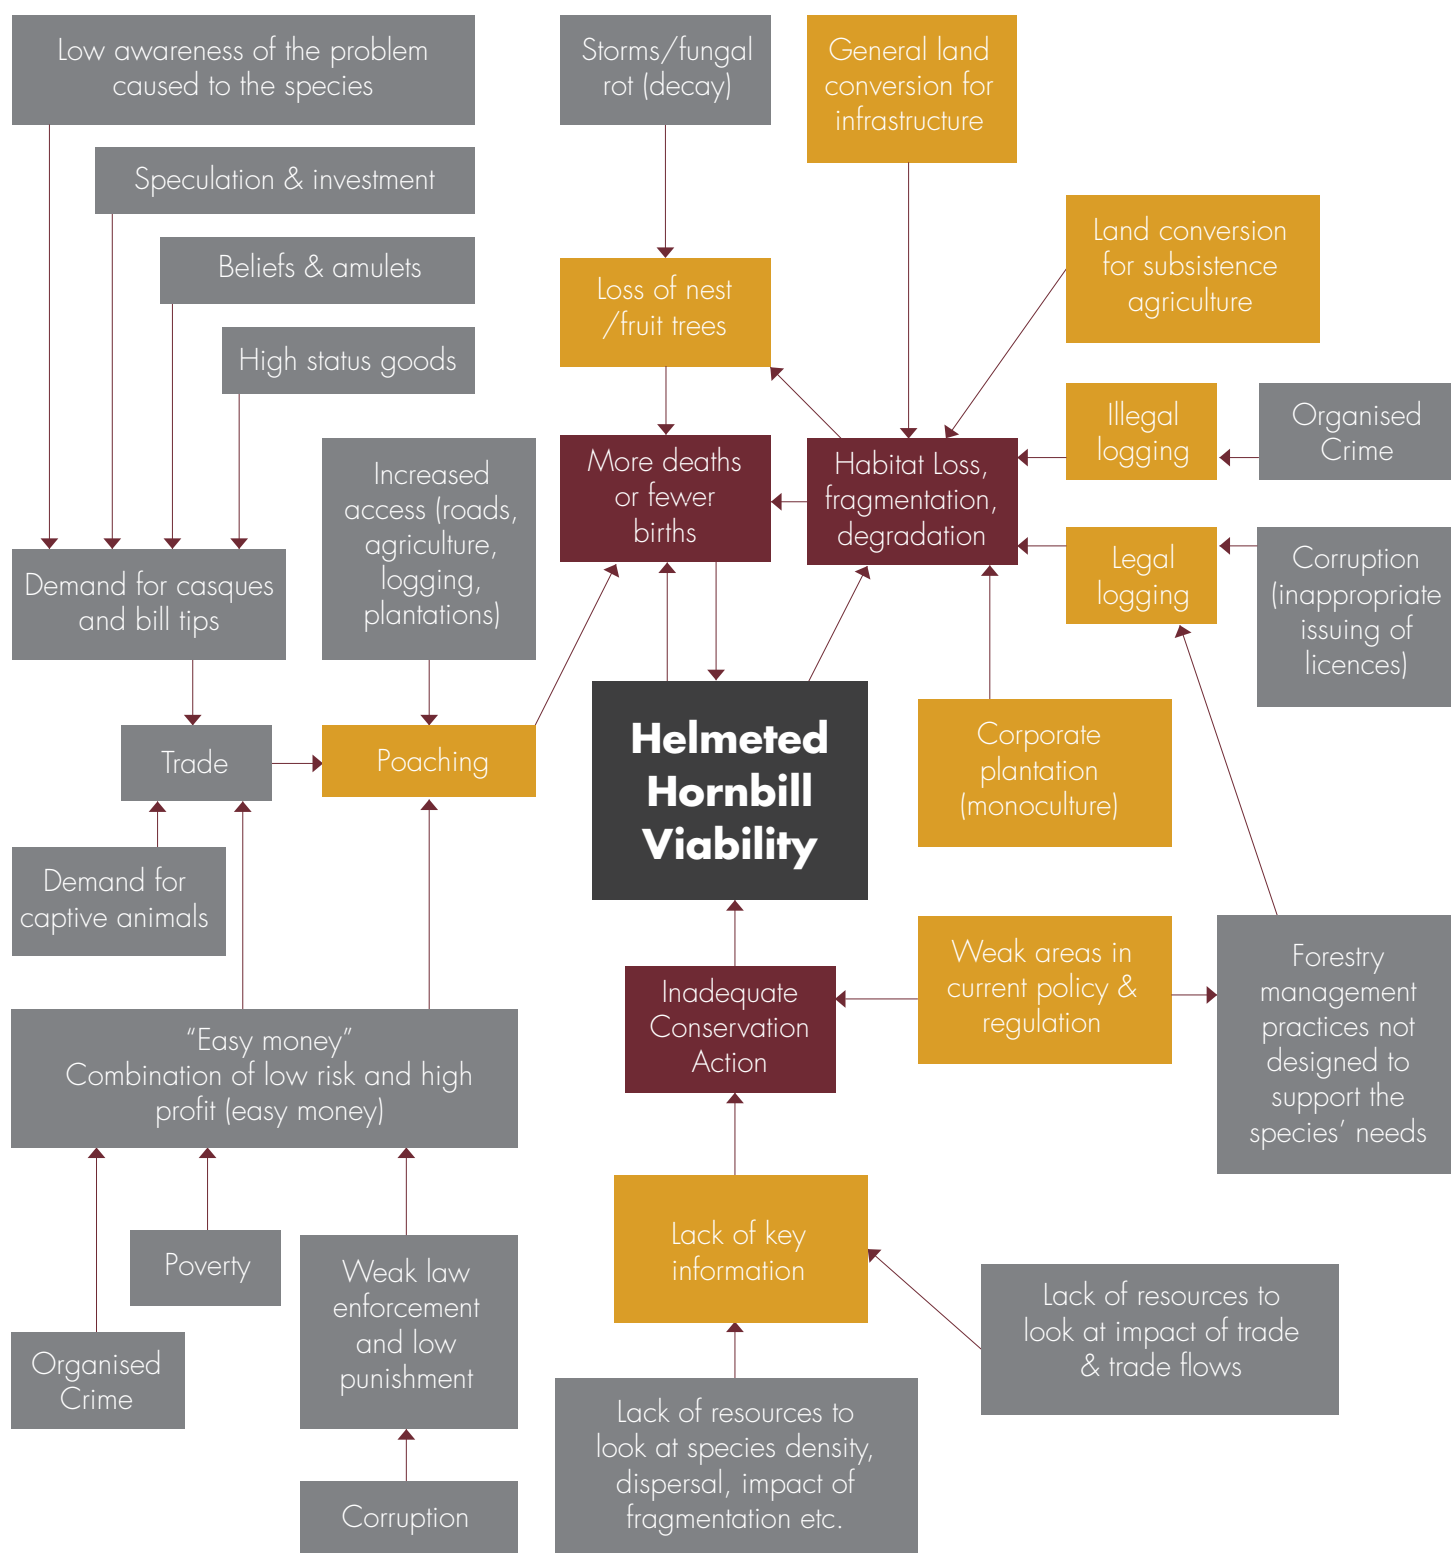 Low awareness of the problem
caused to the species
Storms/fungal
rot (decay)
General land
conversion for
infrastructure
Speculation & investment
Beliefs & amulets
High status goods
Land conversion
for subsistence
agriculture
Loss of nest
/fruit trees
Illegal
logging
Organised
Crime
Increased
access (roads,
agriculture,
logging,
plantations)
More deaths
or fewer
births
Habitat Loss,
fragmentation,
degradation
Legal
logging
Corruption
(inappropriate
issuing of
licences)
Demand for casques
and bill tips
Trade
Poaching
Helmeted
Hornbill
Viability
Corporate
plantation
(monoculture)
Demand for
captive animals
Inadequate
Conservation
Action
Weak areas in
current policy &
regulation
Forestry
management
practices not
designed to
support the
species’ needs
“Easy money”
Combination of low risk and high
profit (easy money)
Lack of key
information
Poverty
Weak law
enforcement
and low
punishment
Organised
Crime
Lack of resources to
look at impact of trade
& trade flows
Lack of resources to
look at species density,
dispersal, impact of
fragmentation etc.
Corruption